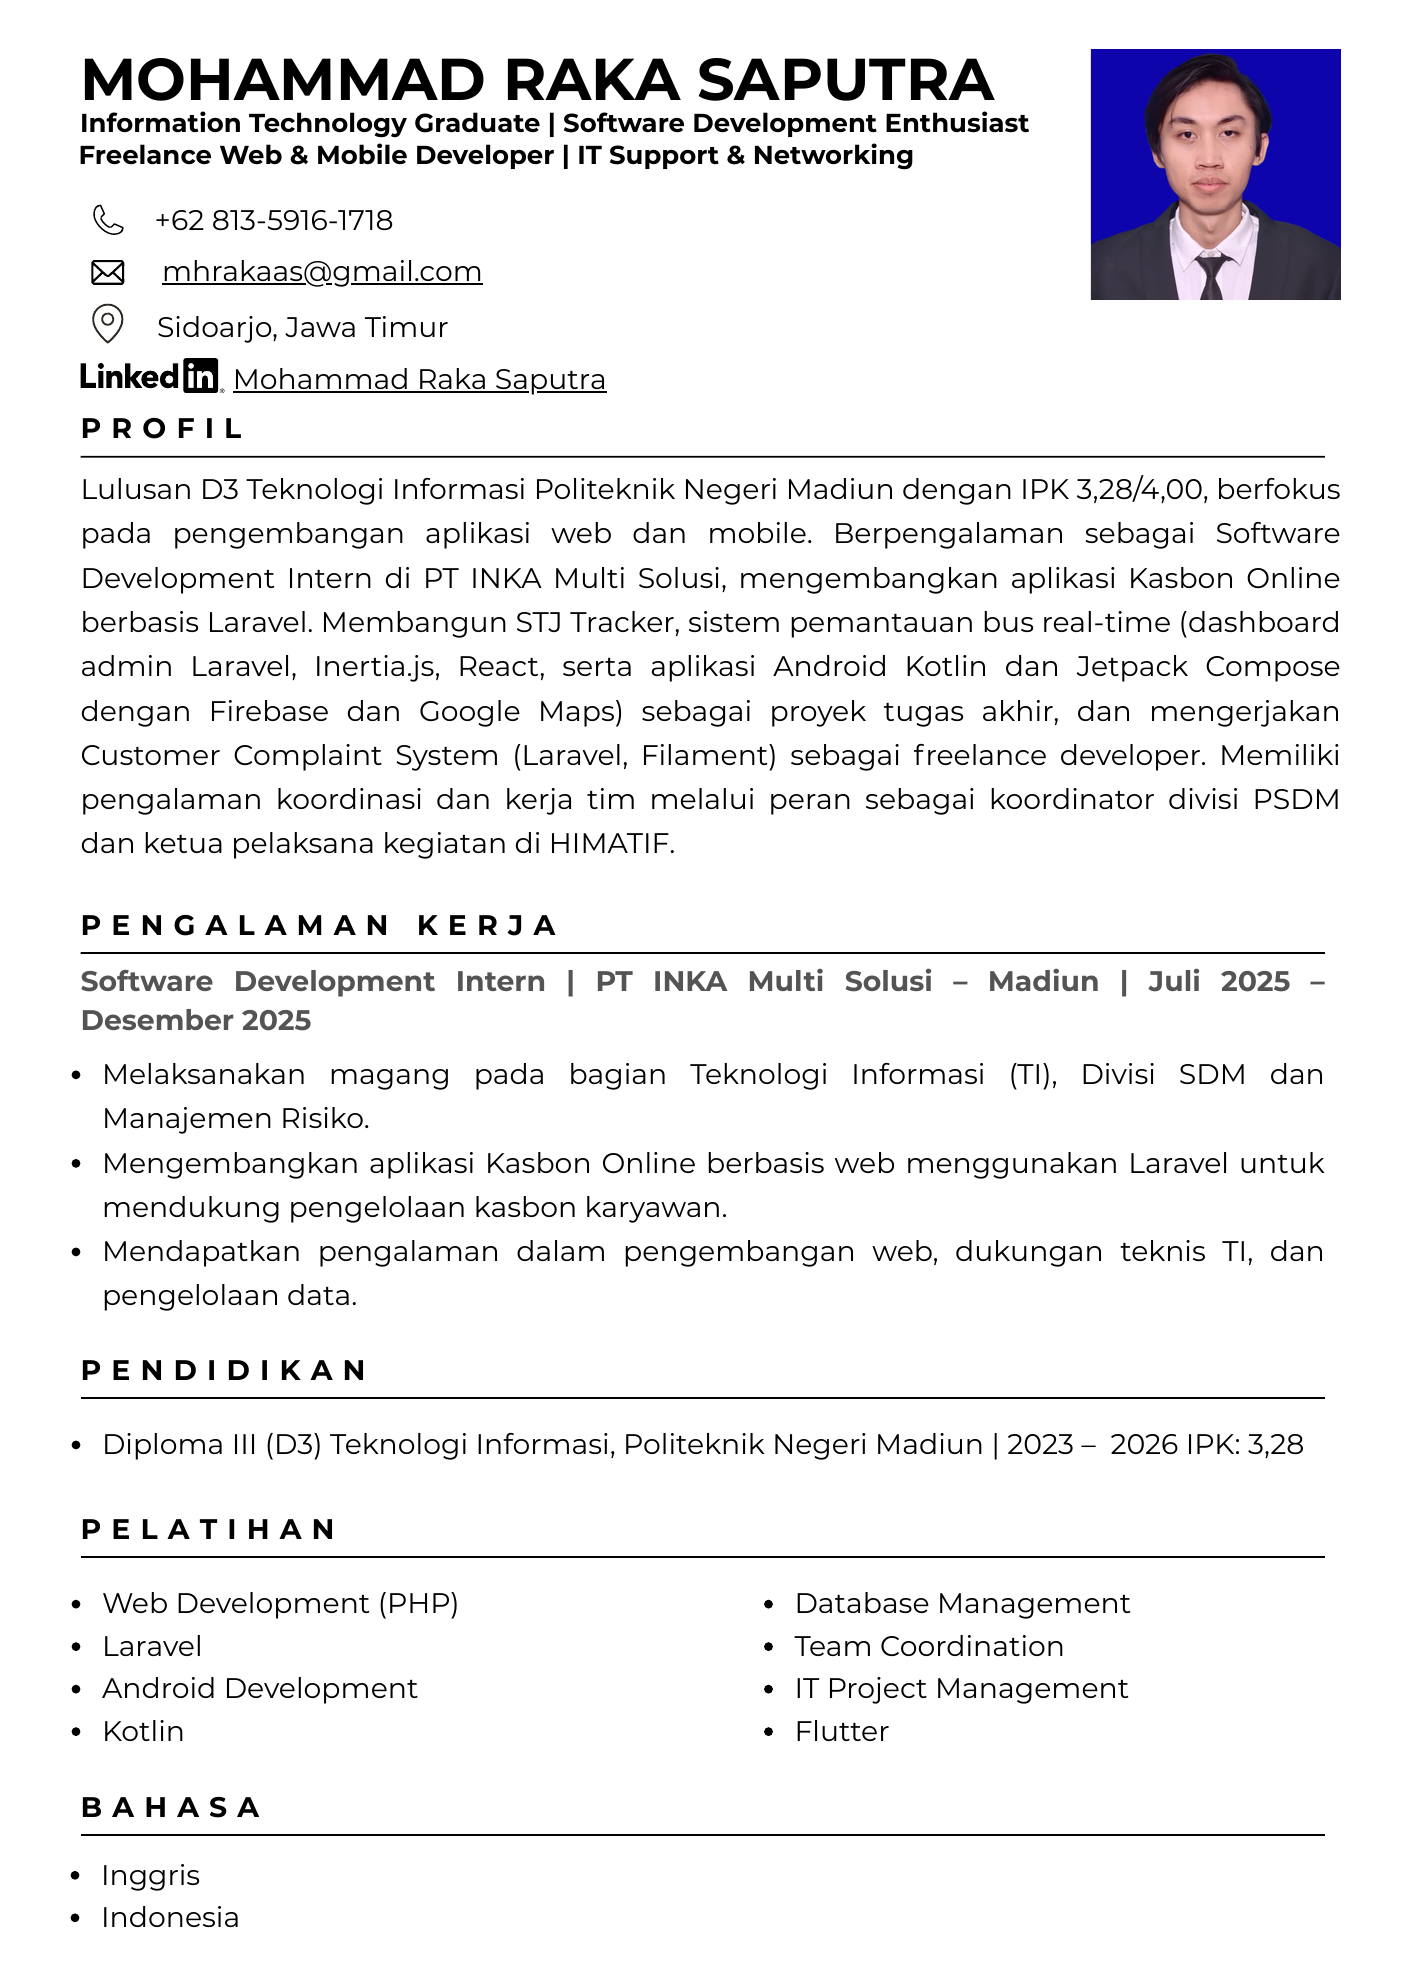 MOHAMMAD RAKA SAPUTRA
Information Technology Graduate | Software Development Enthusiast
Freelance Web & Mobile Developer | IT Support & Networking
+62 813-5916-1718
mhrakaas@gmail.com
Sidoarjo, Jawa Timur
Linkedin Mohammad Raka Saputra
PROFIL
Lulusan D3 Teknologi Informasi Politeknik Negeri Madiun dengan IPK 3,28/4,00, berfokus
pada pengembangan aplikasi web dan mobile. Berpengalaman sebagai Software
Development Intern di PT INKA Multi Solusi, mengembangkan aplikasi Kasbon Online
berbasis Laravel. Membangun STJ Tracker, sistem pemantauan bus real-time (dashboard
admin Laravel, Inertia.js, React, serta aplikasi Android Kotlin dan Jetpack Compose
dengan Firebase dan Google Maps) sebagai proyek tugas akhir, dan mengerjakan
Customer Complaint System (Laravel, Filament) sebagai freelance developer. Memiliki
pengalaman koordinasi dan kerja tim melalui peran sebagai koordinator divisi PSDM
dan ketua pelaksana kegiatan di HIMATIF.
PENGALAMAN KERJA
Software Development Intern | PT INKA Multi Solusi – Madiun | Juli 2025 –
Desember 2025
• Melaksanakan magang pada bagian Teknologi Informasi (TI), Divisi SDM dan
Manajemen Risiko.
• Mengembangkan aplikasi Kasbon Online berbasis web menggunakan Laravel untuk
mendukung pengelolaan kasbon karyawan.
• Mendapatkan pengalaman dalam pengembangan web, dukungan teknis TI, dan
pengelolaan data.
PENDIDIKAN
• Diploma III (D3) Teknologi Informasi, Politeknik Negeri Madiun | 2023 – 2026 IPK: 3,28
PELATIHAN
• Web Development (PHP)
• Laravel
• Android Development
• Kotlin
• Database Management
• Team Coordination
• IT Project Management
• Flutter
BAHASA
• Inggris
• Indonesia